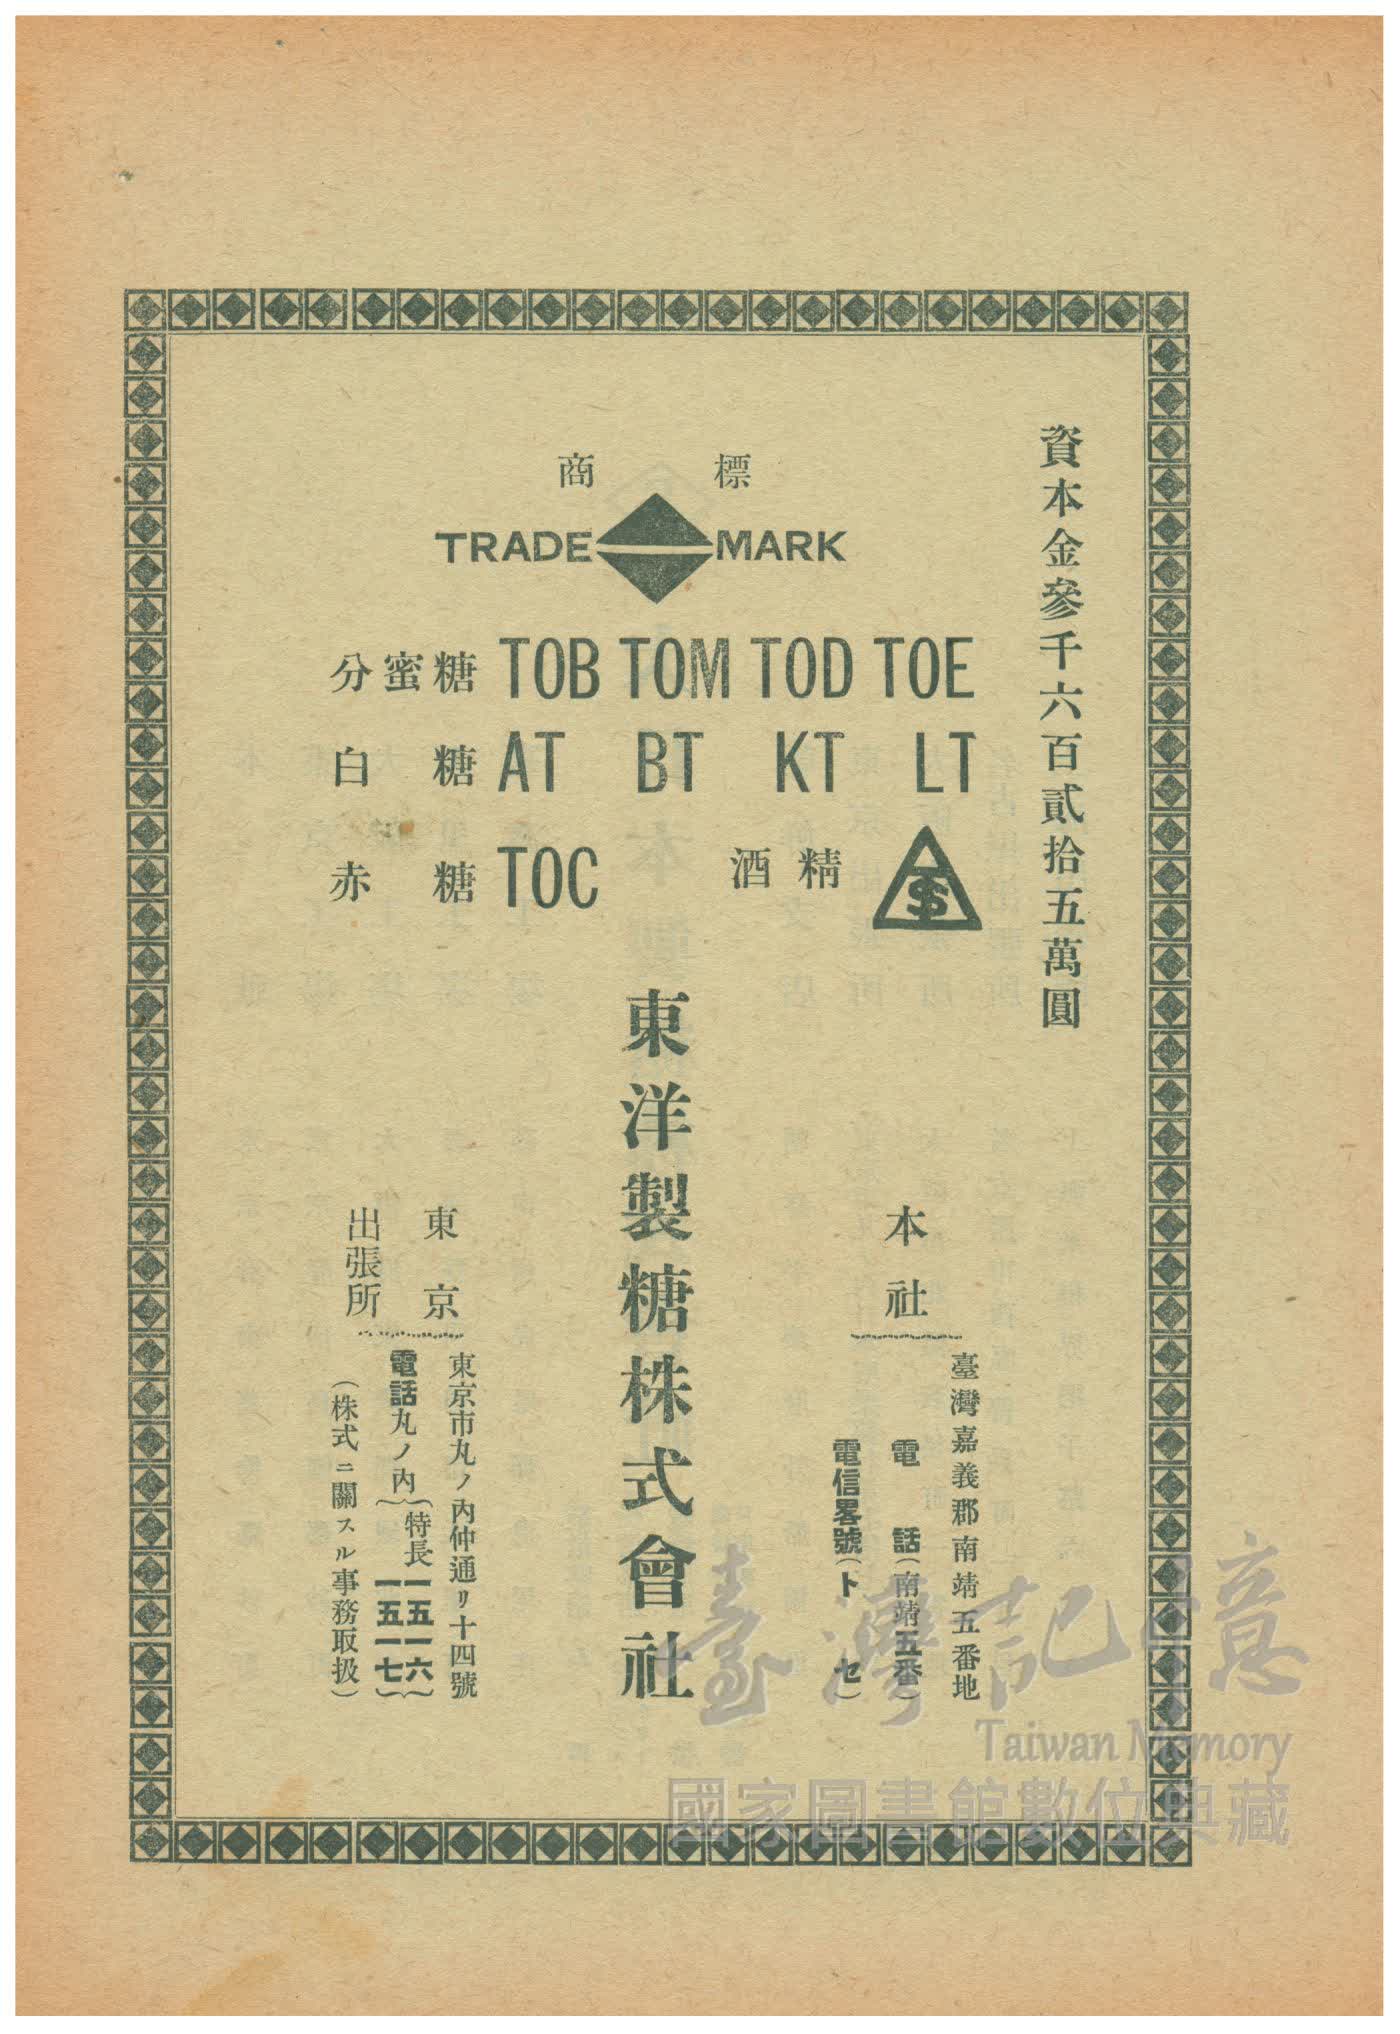 資本金參千六百貳拾五萬圓
商標
TRADE MARK
分蜜糖 TOB TOM TOD TOE
白糖 AT BT KT LT
赤糖 TOC 酒精
東洋製糖株式會社
本社
臺灣嘉義郡南靖五番地
電話(南靖五番)
電信畧號(トセ)
東京
出張所
東京市丸ノ內仲通リ十四號
電話丸ノ內{特長一五一六
一五一七}
(株式ニ關スル事務取扱)
臺灣記憶
Taiwan Memory
國家圖書館數位典藏